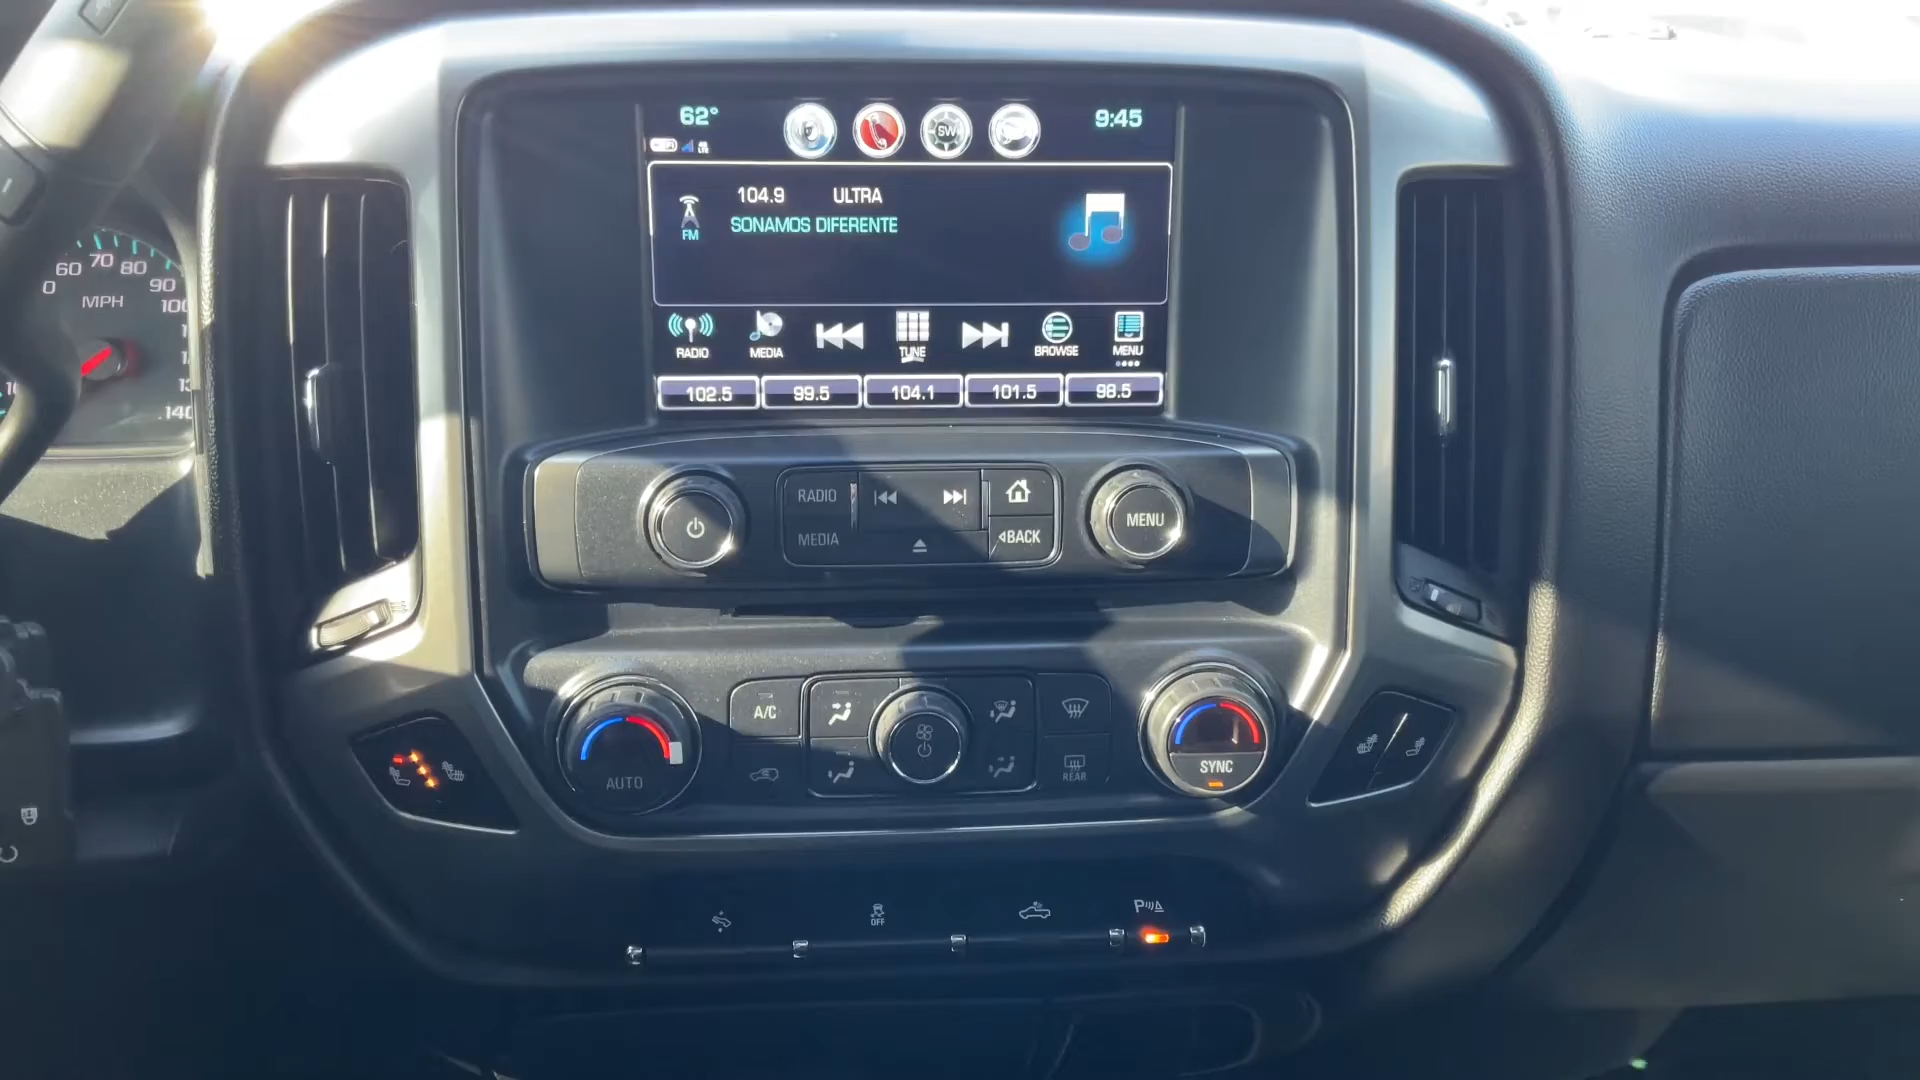 62° 9:45
SW
LTE
104.9 ULTRA
SONAMOS DIFERENTE
FM
RADIO MEDIA TUNE BROWSE MENU
102.5 99.5 104.1 101.5 98.5
60 70 80 90 100
0 MPH
140
RADIO
MEDIA
BACK
MENU
A/C
AUTO
REAR
SYNC
OFF
P